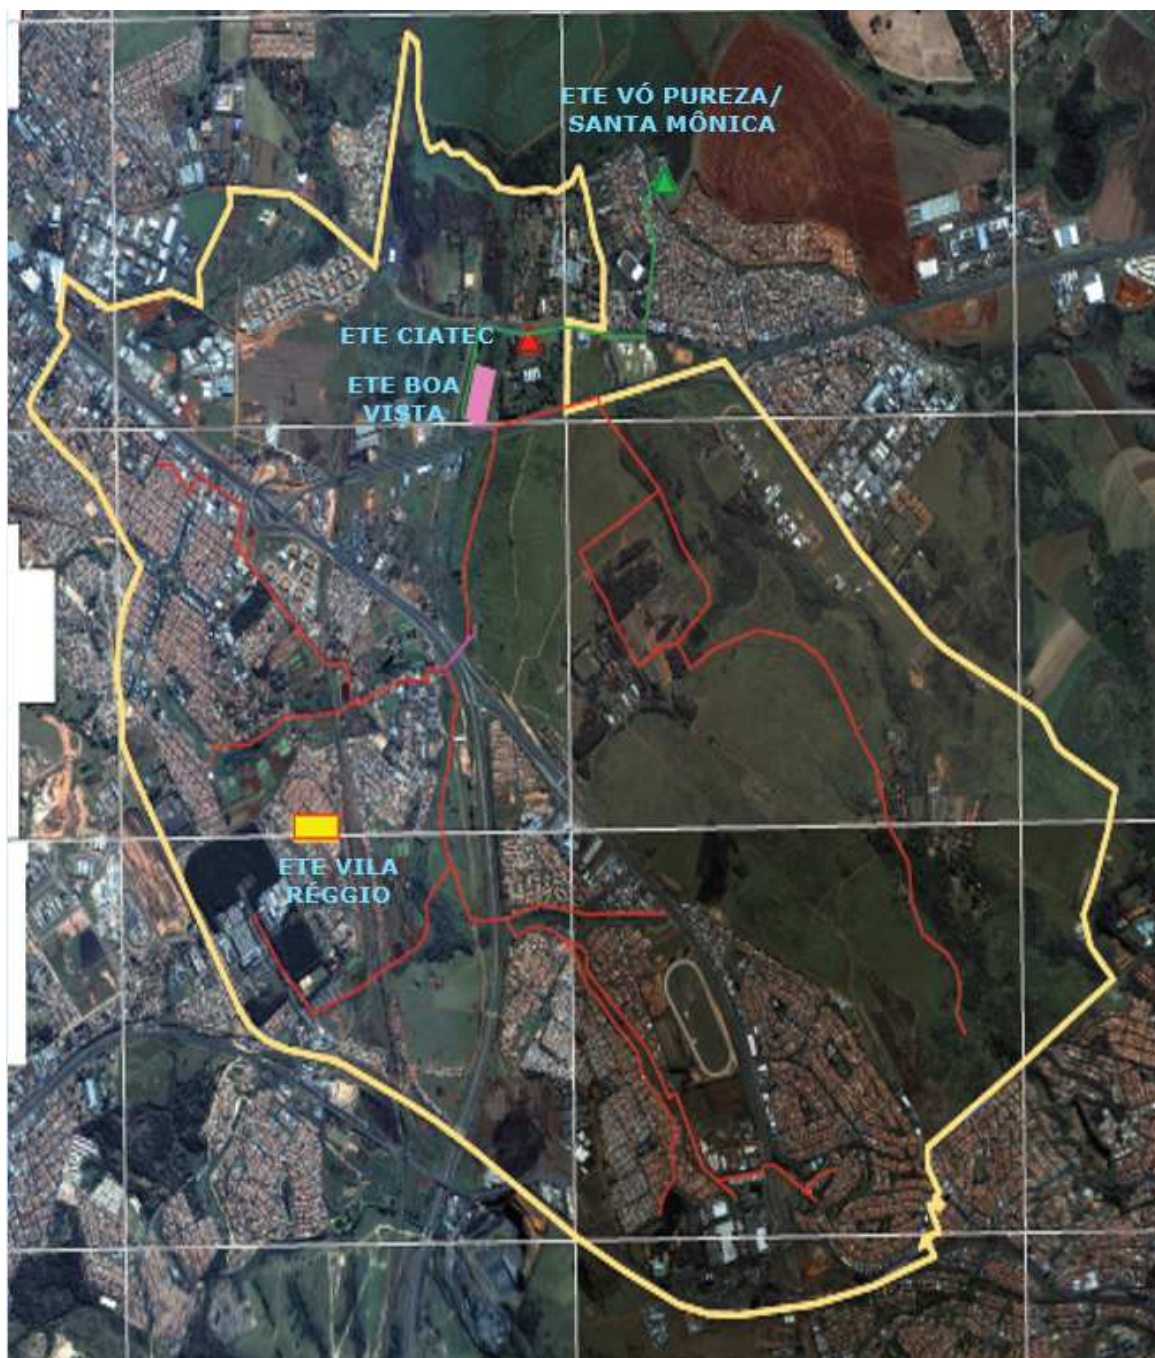 ETE VÓ PUREZA/
SANTA MÔNICA
ETE CIATEC
ETE BOA
VISTA
ETE VILA
RÉGGIO